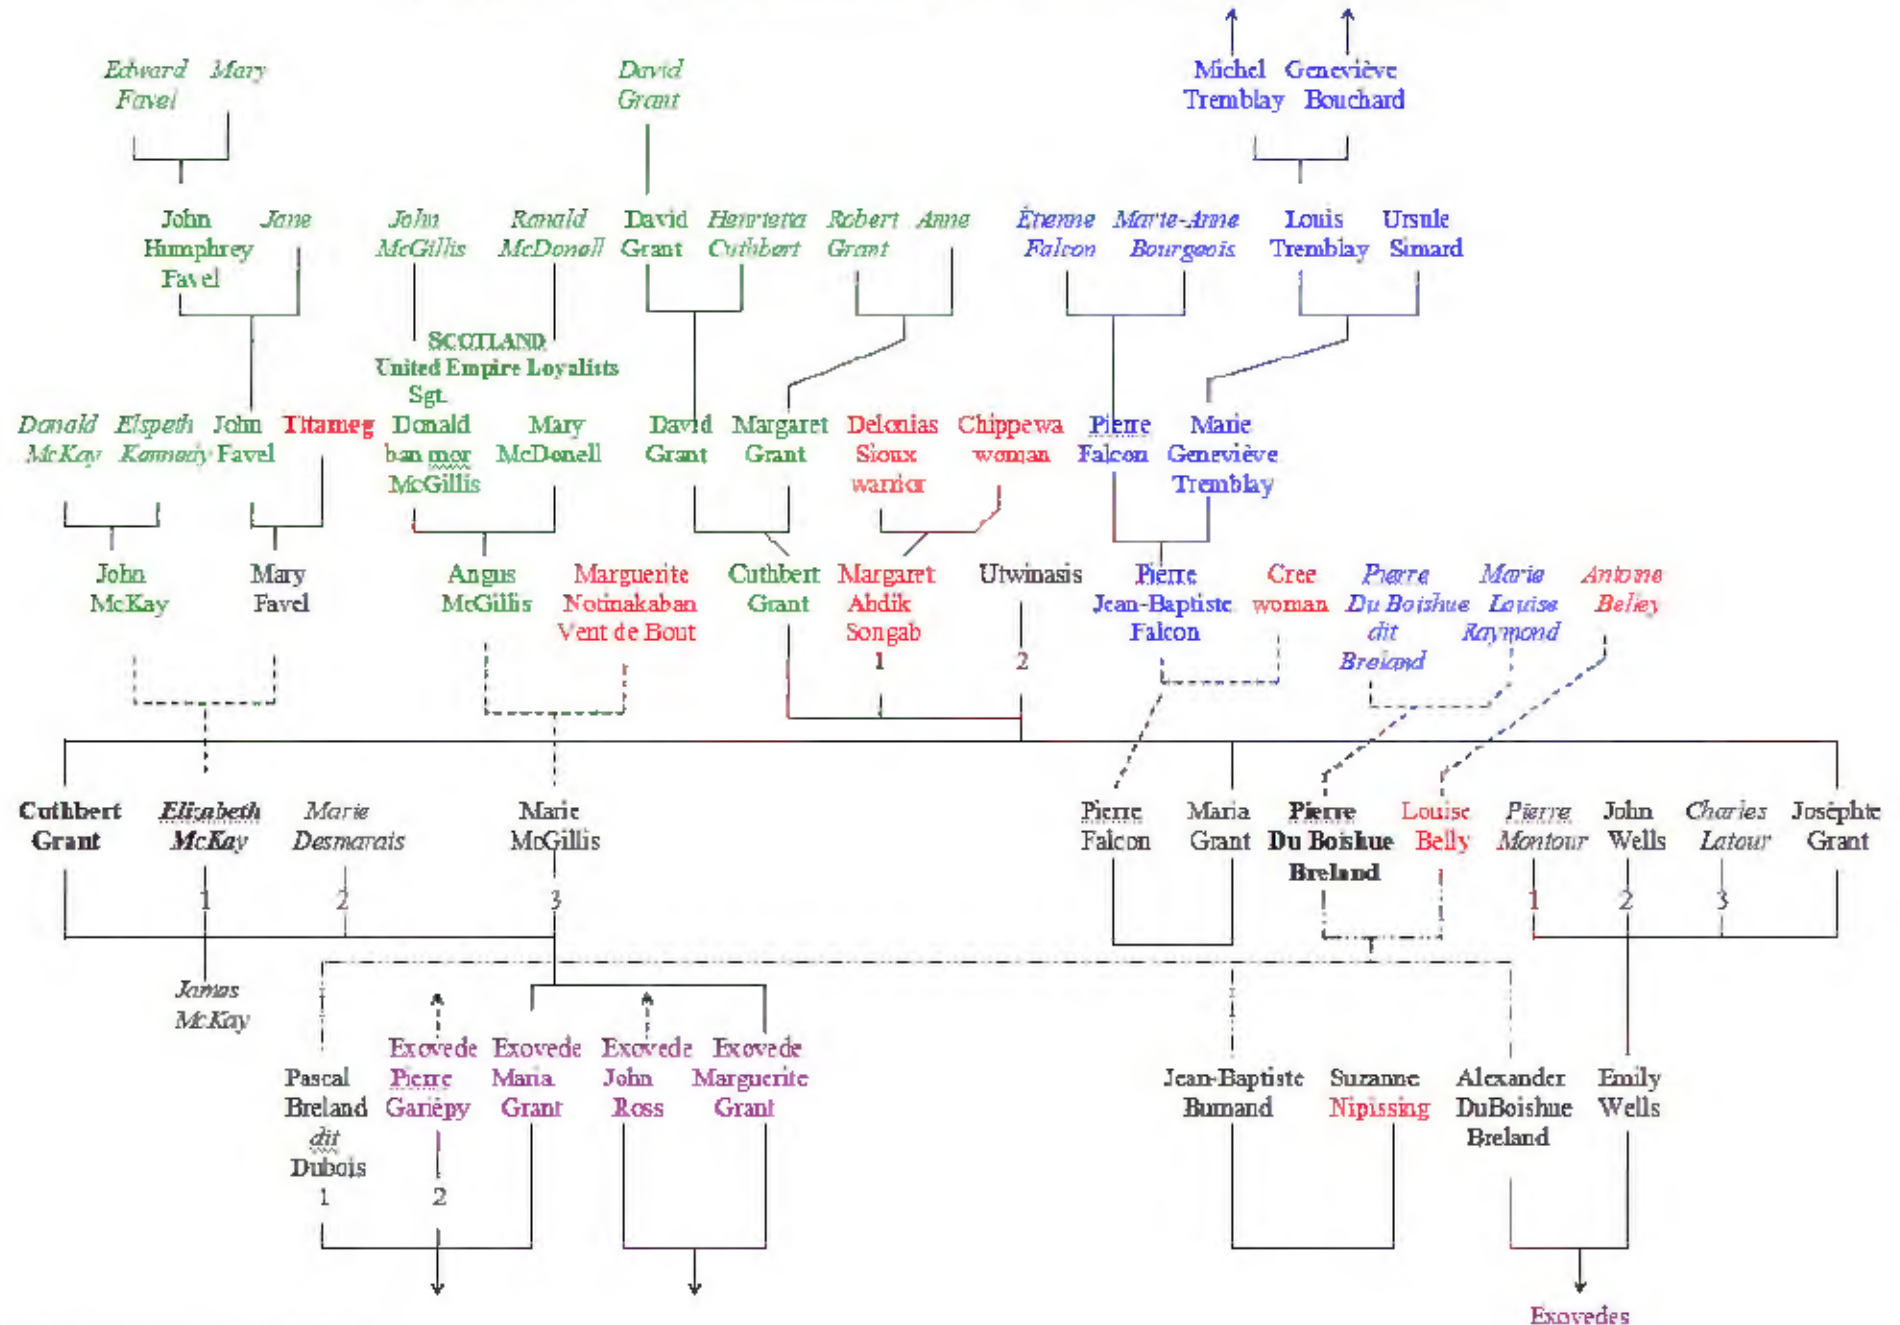 Edward Mary
Favel
David
Grant
Michel Geneviève
Tremblay Bouchard
John
Humphrey
Favel
Jane
John
McGillis
Ranald
McDonell
David
Grant
Henrietta
Cuthbert
Robert
Grant
Anne
Étienne
Falcon
Marie-Anne
Bourgeois
Louis
Tremblay
Ursule
Simard
SCOTLAND
United Empire Loyalists
Sgt.
Donald
McKay
Elspeth
Kennedy
John
Favel
Titameg
Donald
ban mor
McGillis
Mary
McDonell
David
Grant
Margaret
Grant
Delonias
Sioux
warrior
Chippewa
woman
Pierre
Falcon
Marie
Geneviève
Tremblay
John
McKay
Mary
Favel
Angus
McGillis
Marguerite
Notinakaban
Vent de Bout
Cuthbert
Grant
Margaret
Ahdik
Songab
1
Utwinasis
2
Pierre
Jean-Baptiste
Falcon
Cree
woman
Pierre
Du Boishue
dit
Breland
Marie
Louise
Raymond
Antoine
Belley
Cuthbert
Grant
Elizabeth
McKay
1
Marie
Desmarais
2
Marie
McGillis
3
Pierre
Falcon
Maria
Grant
Pierre
Du Boishue
Breland
Louise
Belly
Pierre
Montour
1
John
Wells
2
Charles
Latour
3
Josephte
Grant
James
McKay
Pascal
Breland
dit
Dubois
1
Exovede
Pierre
Gariépy
2
Exovede
Maria
Grant
Exovede
John
Ross
Exovede
Marguerite
Grant
Jean-Baptiste
Bumand
Suzanne
Nipissing
Alexander
DuBoishue
Breland
Emily
Wells
Exovedes